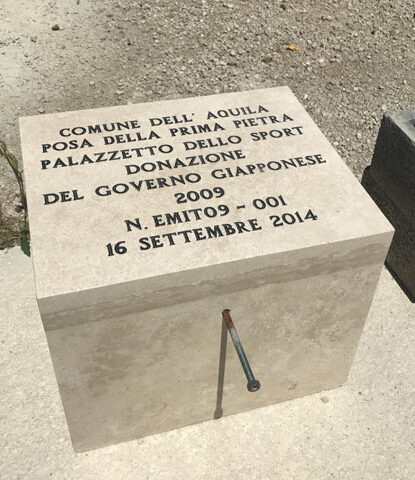 COMUNE DELL' AQUILA
POSA DELLA PRIMA PIETRA
PALAZZETTO DELLO SPORT
DONAZIONE
DEL GOVERNO GIAPPONESE
2009
N. EMIT09 - 001
16 SETTEMBRE 2014